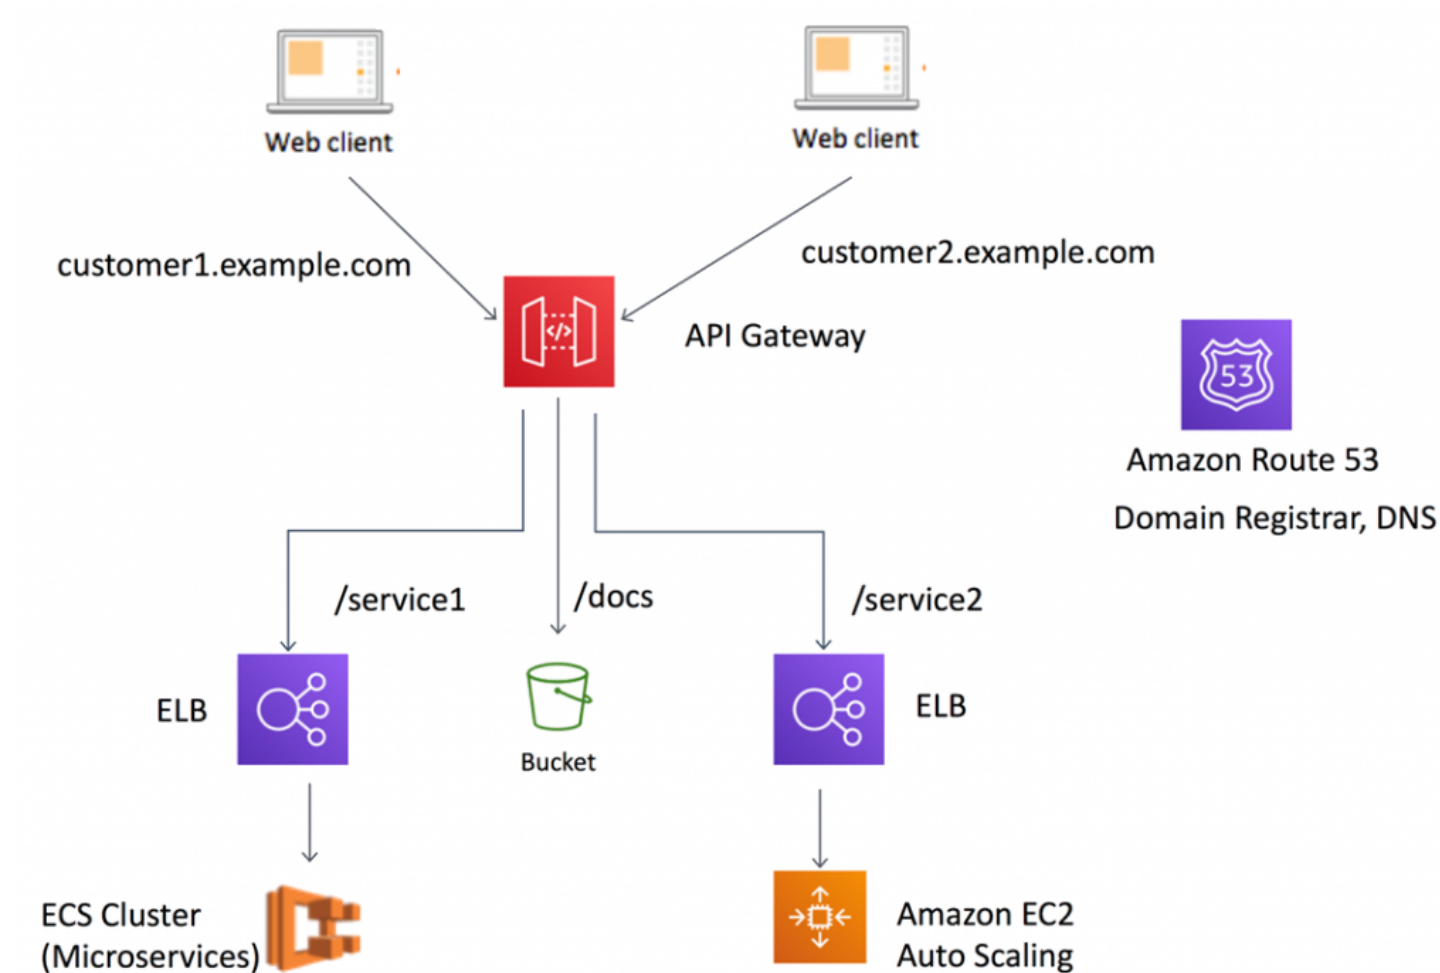 Web client
Web client
customer1.example.com
customer2.example.com
</>
API Gateway
53
Amazon Route 53
Domain Registrar, DNS
/service1
/docs
/service2
ELB
ELB
Bucket
ECS Cluster
(Microservices)
Amazon EC2
Auto Scaling